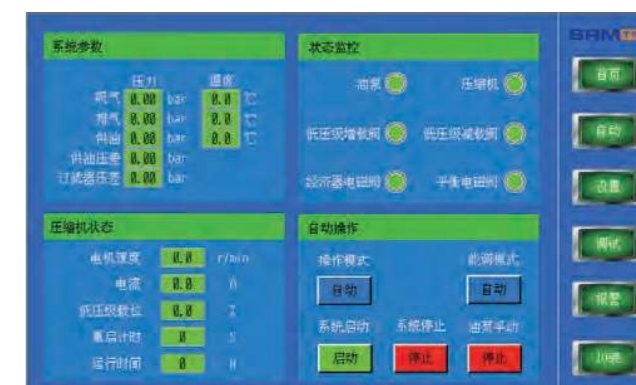 系统参数
压力 温度
吸气 0.00 bar 0.0 ℃
排气 0.00 bar 0.0 ℃
供油 0.00 bar 0.0 ℃
供油压差 0.00 bar
过滤器压差 0.00 bar
状态监控
油泵 压缩机
低压级增载阀 低压级减载阀
经济器电磁阀 平衡电磁阀
压缩机状态
电机速度 0.0 r/min
电流 0.0 A
低压级载位 0.0 %
重启计时 0 S
运行时间 0 H
自动操作
操作模式 能调模式
自动 自动
系统启动 系统停止 油泵手动
启动 停止 停止
首页
自动
设置
调试
报警